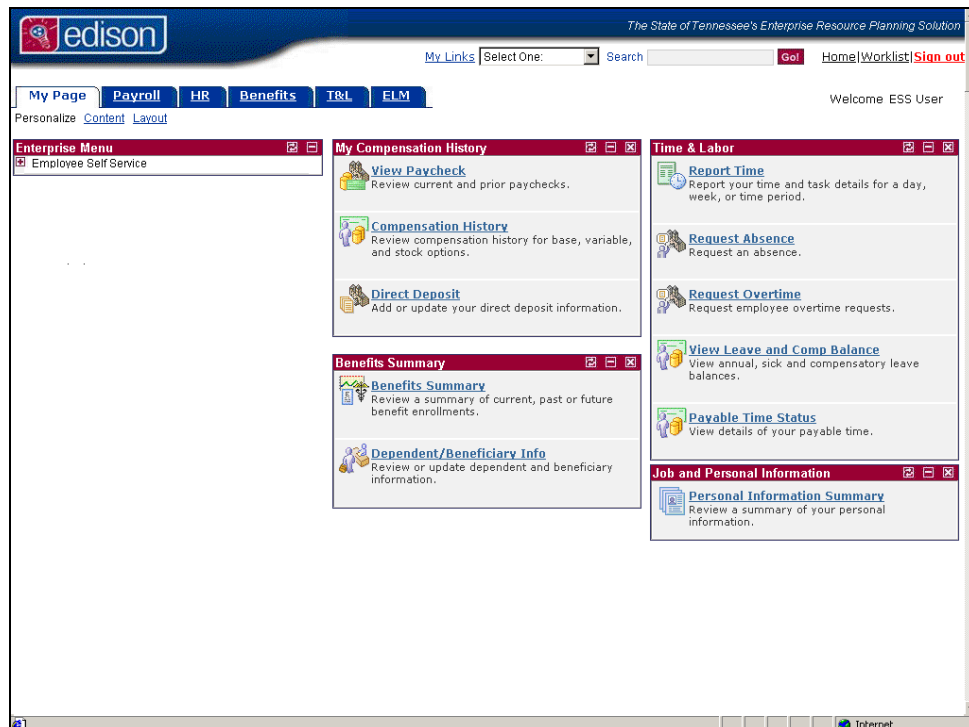 edison
The State of Tennessee's Enterprise Resource Planning Solution
My Links Select One: Search Go! Home|Worklist|Sign out
My Page Payroll HR Benefits T&L ELM
Welcome ESS User
Personalize Content Layout
Enterprise Menu
Employee Self Service
My Compensation History
View Paycheck
Review current and prior paychecks.
Compensation History
Review compensation history for base, variable,
and stock options.
Direct Deposit
Add or update your direct deposit information.
Benefits Summary
Benefits Summary
Review a summary of current, past or future
benefit enrollments.
Dependent/Beneficiary Info
Review or update dependent and beneficiary
information.
Time & Labor
Report Time
Report your time and task details for a day,
week, or time period.
Request Absence
Request an absence.
Request Overtime
Request employee overtime requests.
View Leave and Comp Balance
View annual, sick and compensatory leave
balances.
Payable Time Status
View details of your payable time.
Job and Personal Information
Personal Information Summary
Review a summary of your personal
information.
Internet